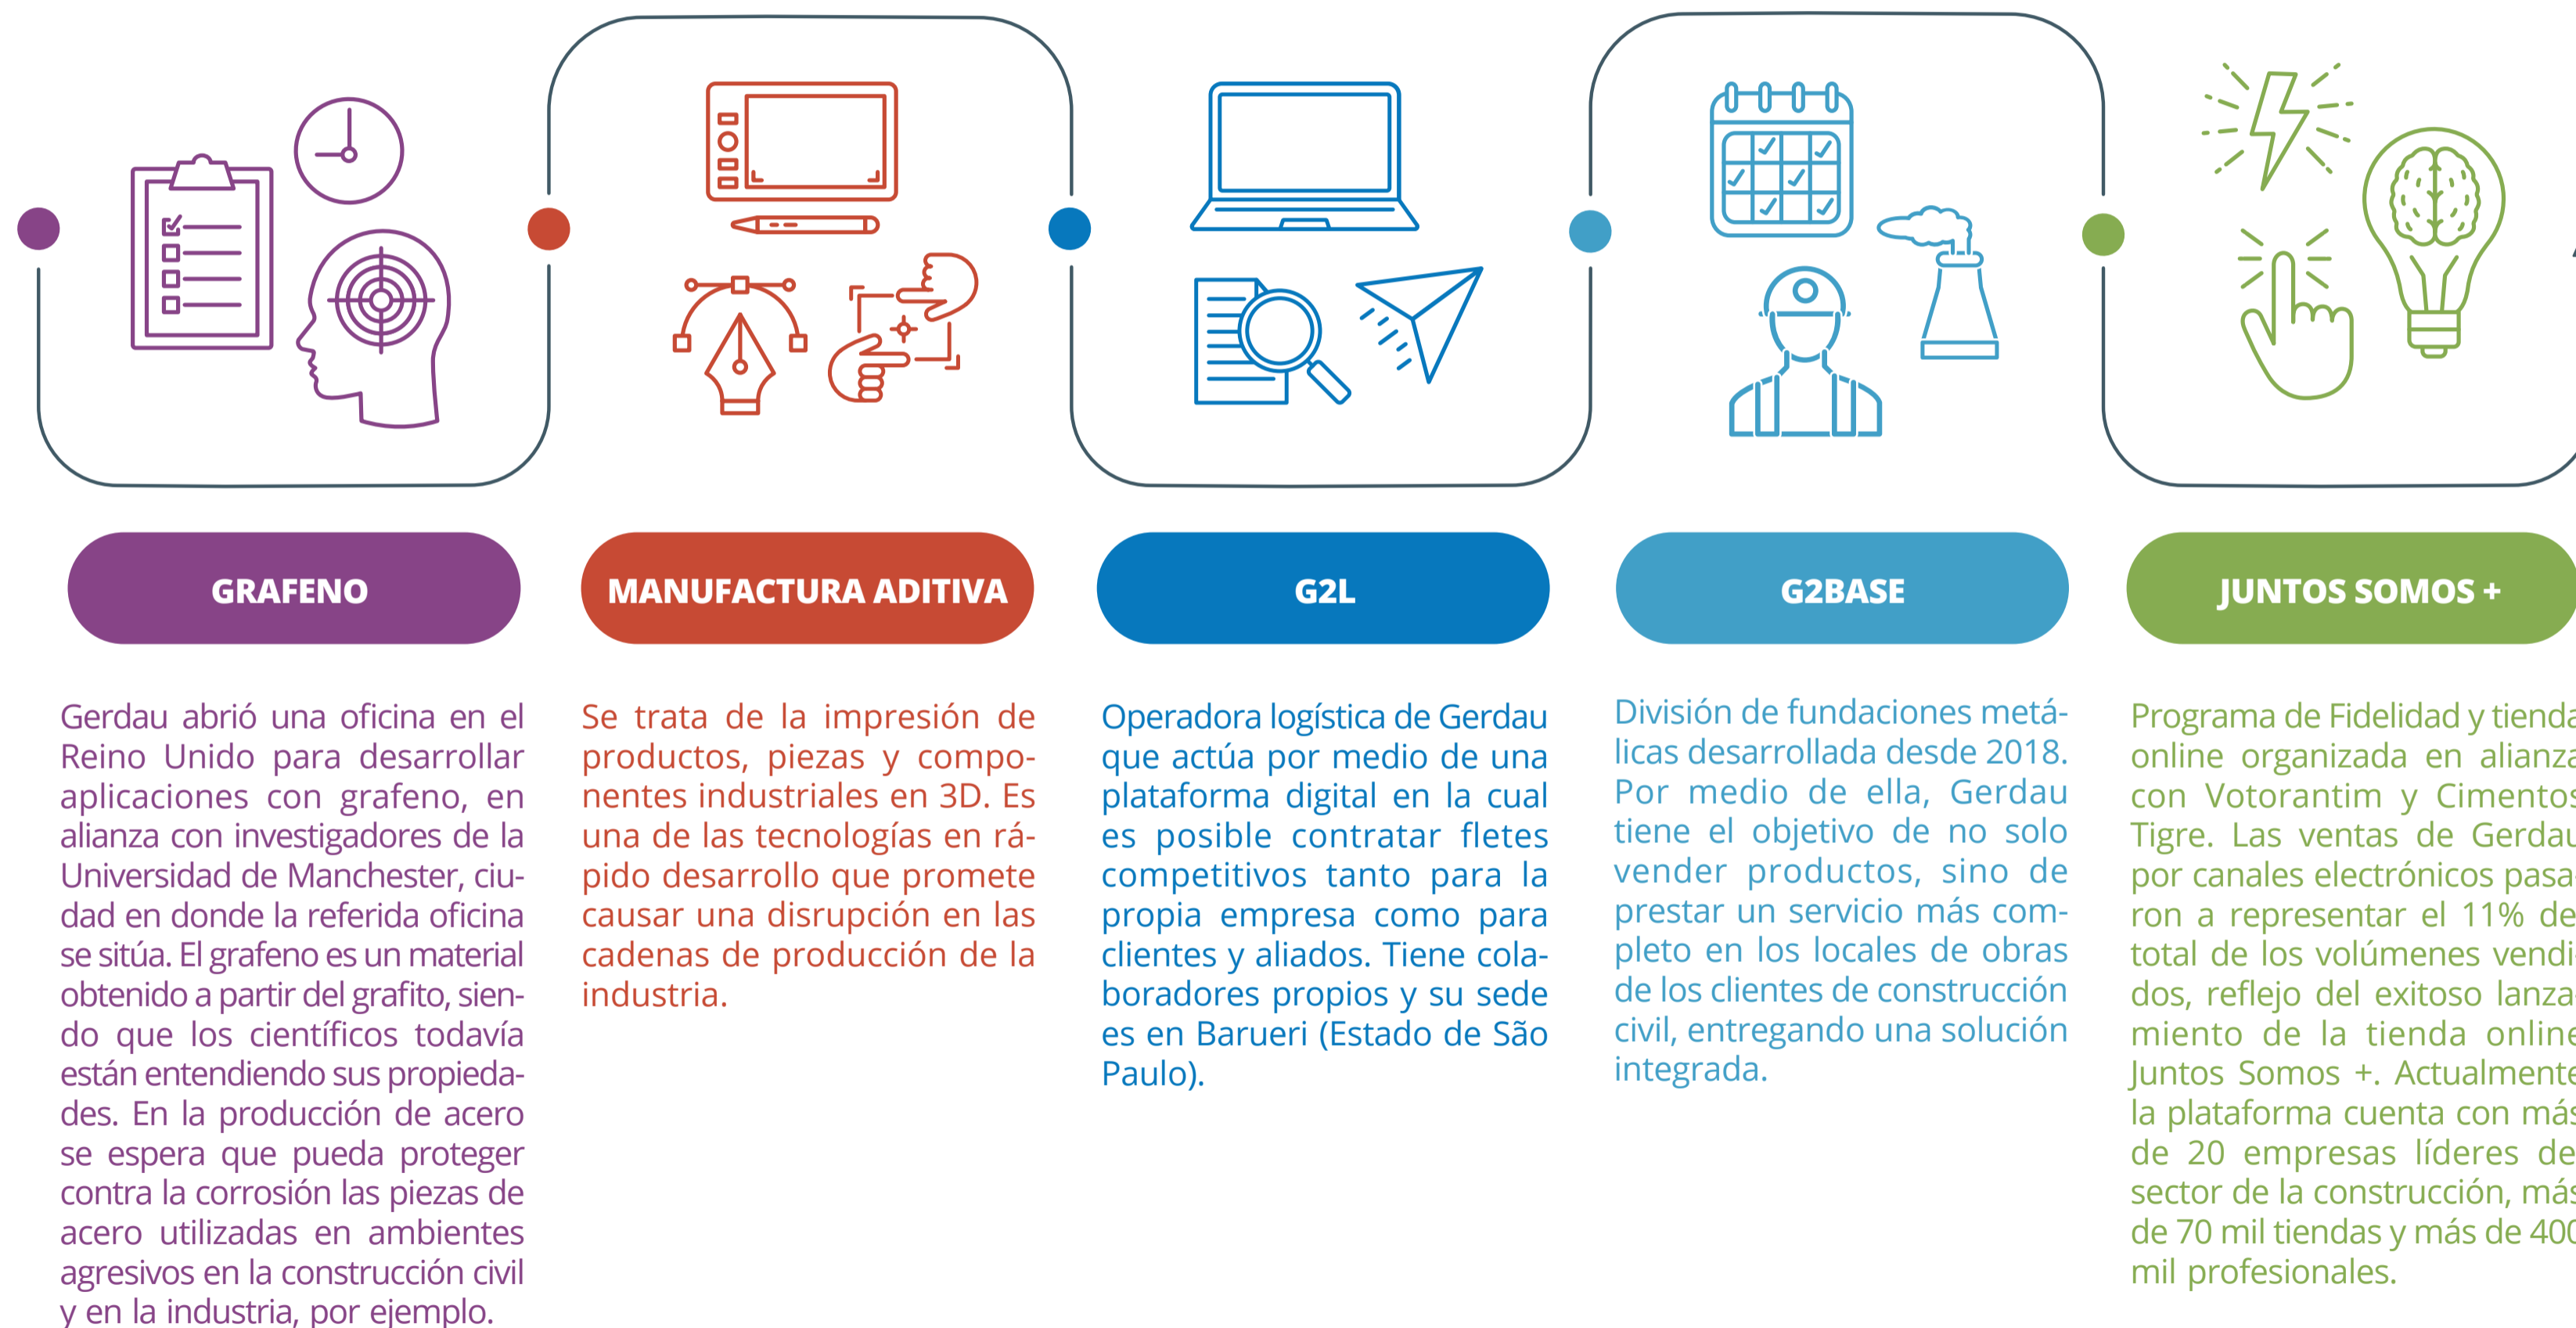 GRAFENO
Gerdau abrió una oficina en el
Reino Unido para desarrollar
aplicaciones con grafeno, en
alianza con investigadores de la
Universidad de Manchester, ciu-
dad en donde la referida oficina
se sitúa. El grafeno es un material
obtenido a partir del grafito, sien-
do que los científicos todavía
están entendiendo sus propieda-
des. En la producción de acero
se espera que pueda proteger
contra la corrosión las piezas de
acero utilizadas en ambientes
agresivos en la construcción civil
y en la industria, por ejemplo.
MANUFACTURA ADITIVA
Se trata de la impresión de
productos, piezas y compo-
nentes industriales en 3D. Es
una de las tecnologías en rá-
pido desarrollo que promete
causar una disrupción en las
cadenas de producción de la
industria.
G2L
Operadora logística de Gerdau
que actúa por medio de una
plataforma digital en la cual
es posible contratar fletes
competitivos tanto para la
propia empresa como para
clientes y aliados. Tiene cola-
boradores propios y su sede
es en Barueri (Estado de São
Paulo).
G2BASE
División de fundaciones metá-
licas desarrollada desde 2018.
Por medio de ella, Gerdau
tiene el objetivo de no solo
vender productos, sino de
prestar un servicio más com-
pleto en los locales de obras
de los clientes de construcción
civil, entregando una solución
integrada.
JUNTOS SOMOS +
Programa de Fidelidad y tienda
online organizada en alianza
con Votorantim y Cimentos
Tigre. Las ventas de Gerdau
por canales electrónicos pasa-
ron a representar el 11% de
total de los volúmenes vendi-
dos, reflejo del exitoso lanza-
miento de la tienda online
Juntos Somos +. Actualmente
la plataforma cuenta con más
de 20 empresas líderes de
sector de la construcción, más
de 70 mil tiendas y más de 400
mil profesionales.